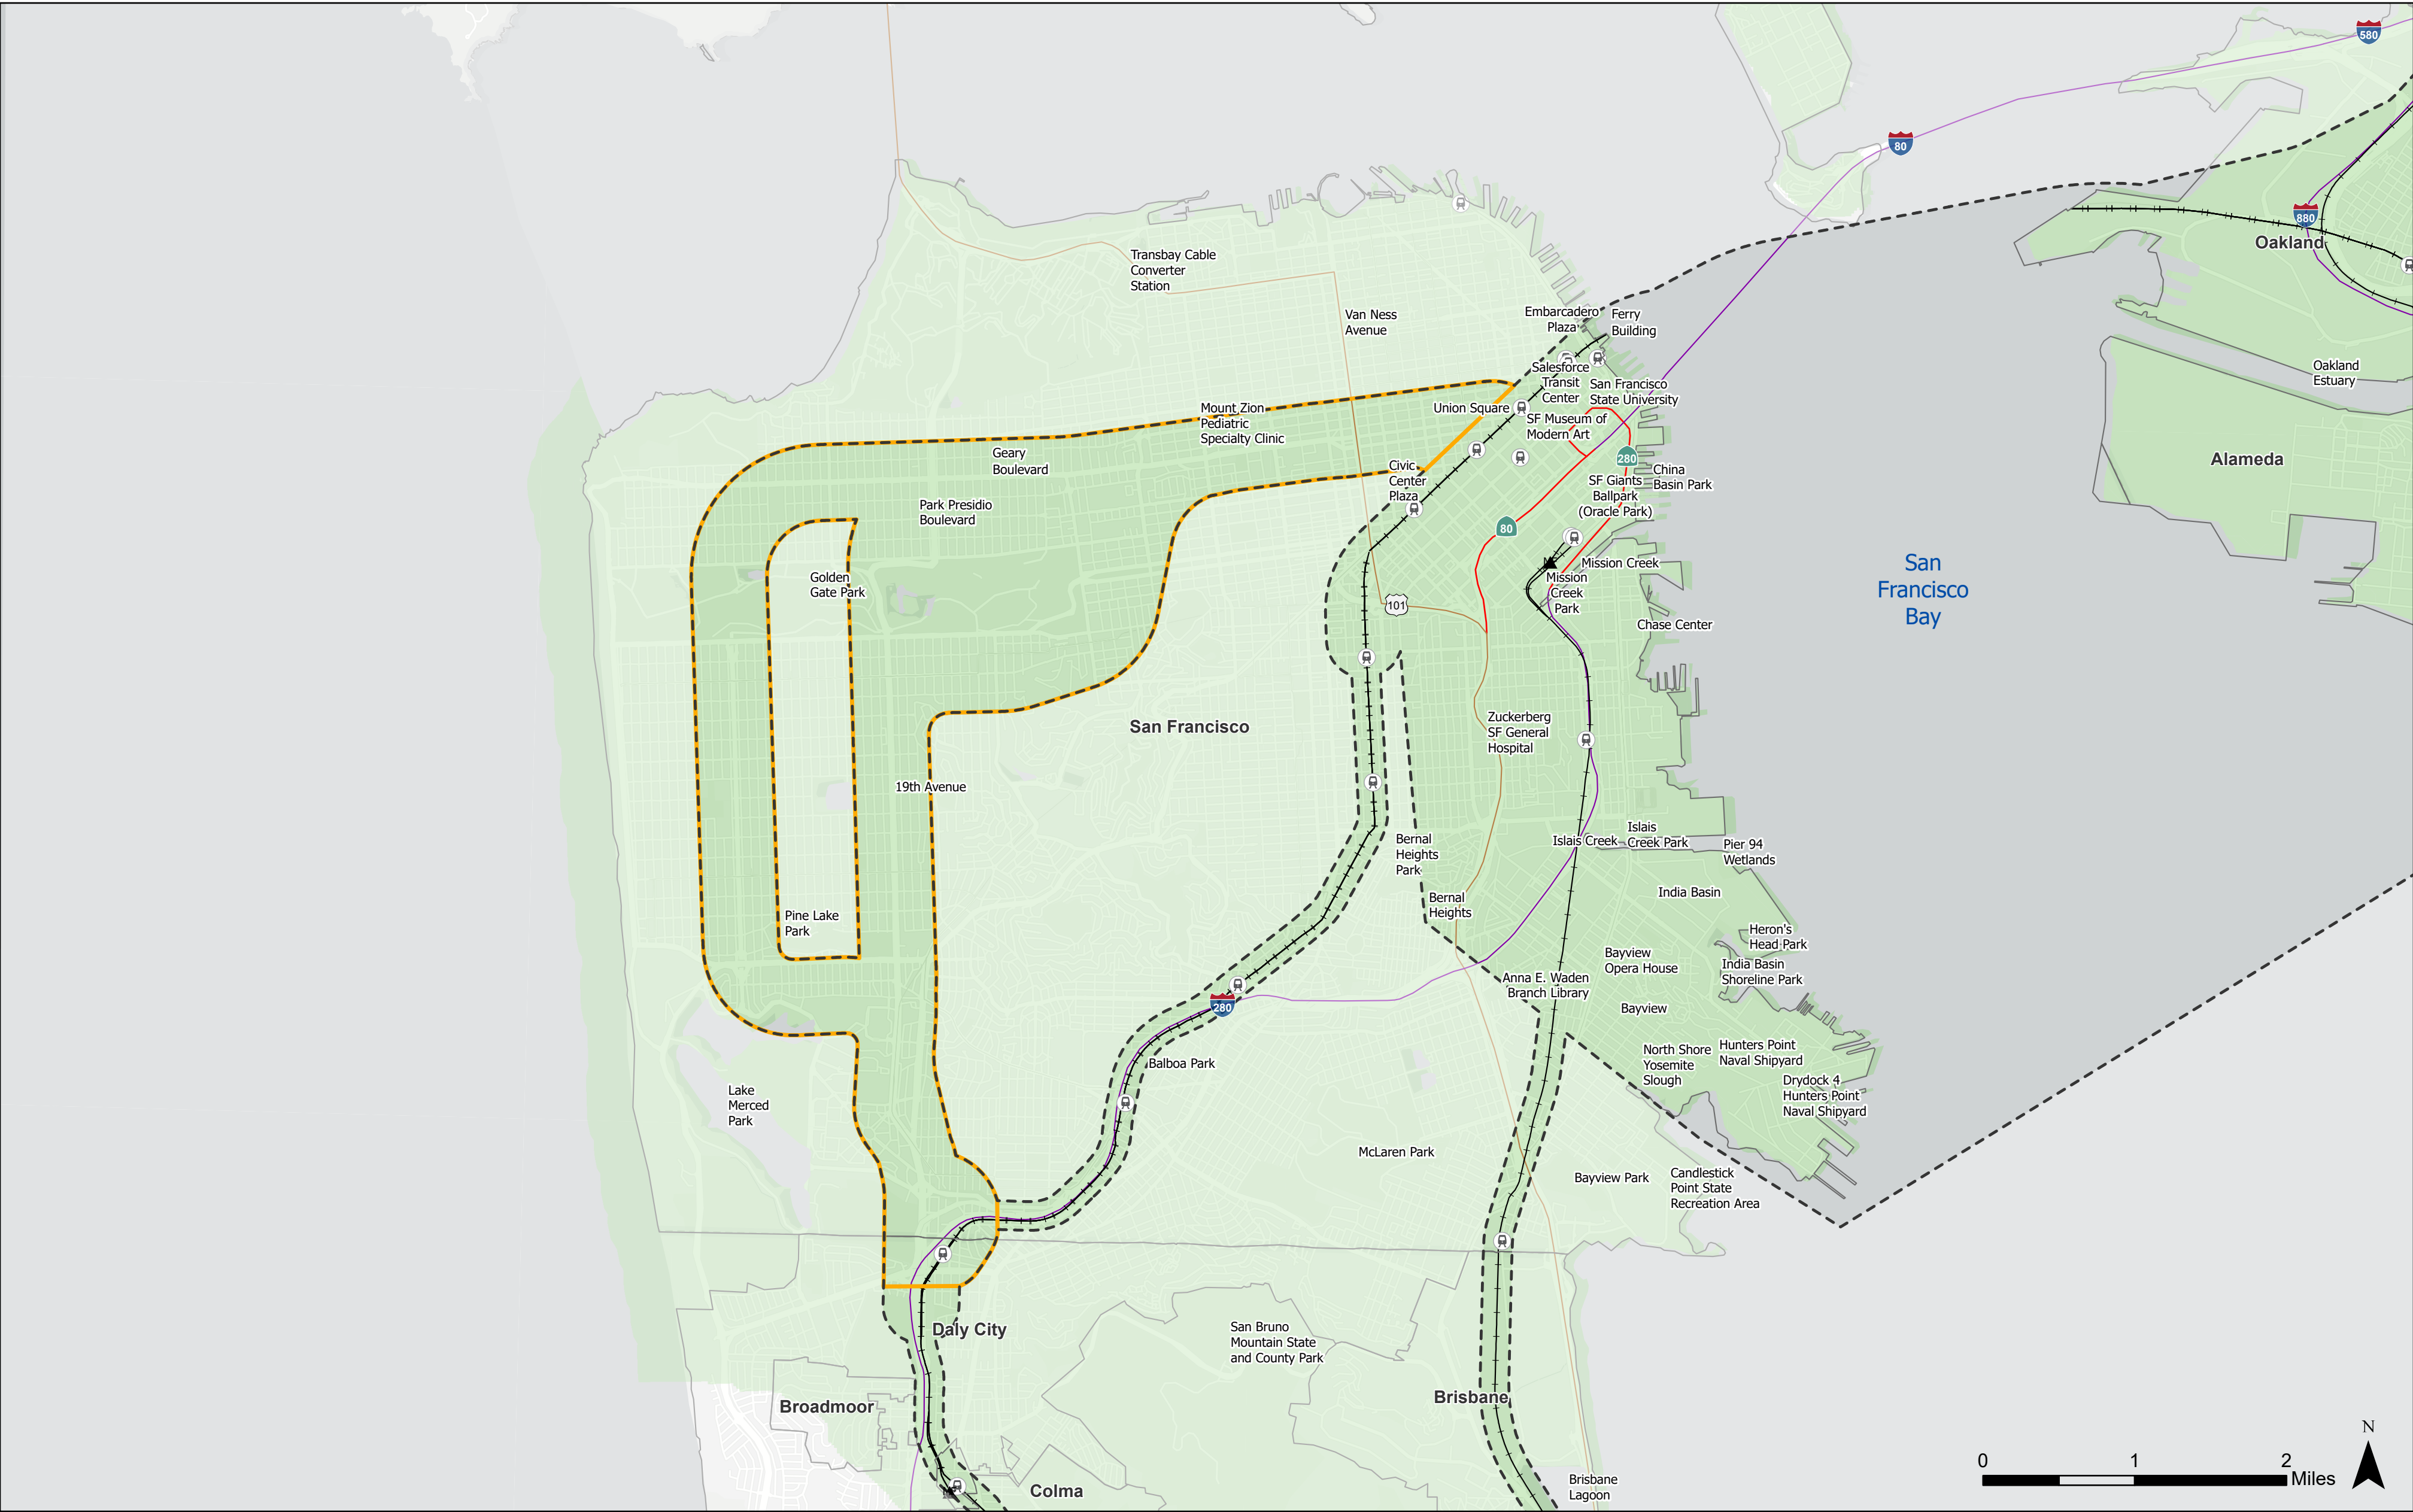 580
80
880
Oakland
Transbay Cable
Converter
Station
Van Ness
Avenue
Embarcadero
Plaza
Ferry
Building
Salesforce
Transit
Center
Oakland
Estuary
San Francisco
State University
Mount Zion
Pediatric
Specialty Clinic
Union Square
SF Museum of
Modern Art
Geary
Boulevard
Civic
Center
Plaza
280
China
Basin Park
Alameda
SF Giants
Ballpark
(Oracle Park)
Park Presidio
Boulevard
80
Golden
Gate Park
Mission Creek
Mission
Creek
Park
San
Francisco
Bay
101
Chase Center
San Francisco
Zuckerberg
SF General
Hospital
19th Avenue
Bernal
Heights
Park
Islais Creek
Islais
Creek Park
Pier 94
Wetlands
India Basin
Bernal
Heights
Pine Lake
Park
Heron's
Head Park
Bayview
Opera House
India Basin
Shoreline Park
Anna E. Waden
Branch Library
280
Bayview
Balboa Park
North Shore
Yosemite
Slough
Hunters Point
Naval Shipyard
Lake
Merced
Park
Drydock 4
Hunters Point
Naval Shipyard
McLaren Park
Bayview Park
Candlestick
Point State
Recreation Area
Daly City
San Bruno
Mountain State
and County Park
Broadmoor
Brisbane
Colma
Brisbane
Lagoon
N
0 1 2
Miles